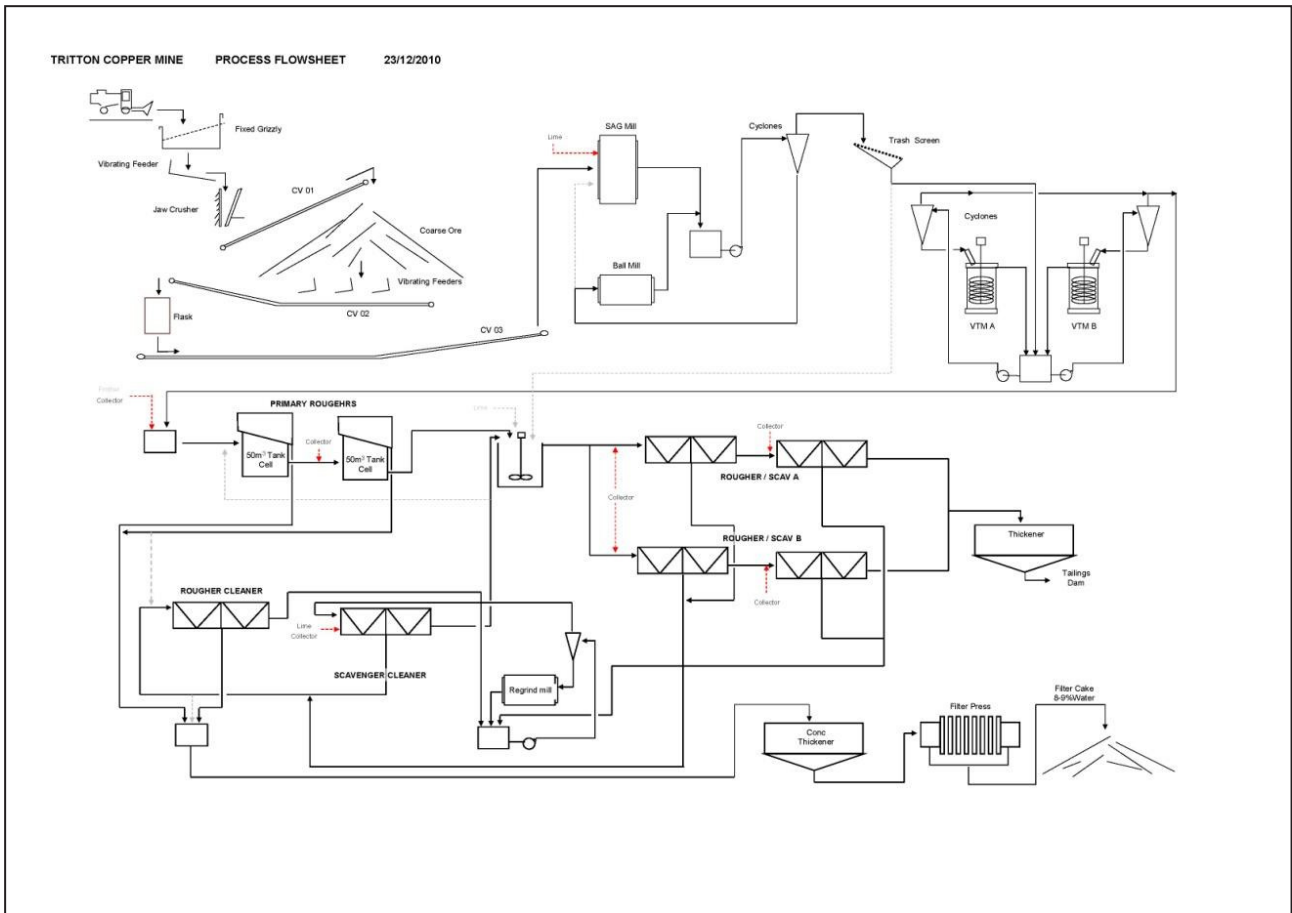 TRITTON COPPER MINE PROCESS FLOWSHEET 23/12/2010
Fixed Grizzly
Vibrating Feeder
Jaw Crusher
CV 01
Coarse Ore
Vibrating Feeders
CV 02
Flask
CV 03
SAG Mill
Lime
Ball Mill
Cyclones
Trash Screen
Cyclones
VTM A
VTM B
Frother
Collector
PRIMARY ROUGEHRS
50m³ Tank
Cell
Collector
50m³ Tank
Cell
Lime
Collector
Collector
ROUGHER / SCAV A
ROUGHER / SCAV B
Collector
Thickener
Tailings
Dam
ROUGHER CLEANER
Lime
Collector
SCAVENGER CLEANER
Regrind mill
Conc
Thickener
Filter Press
Filter Cake
8-9%Water